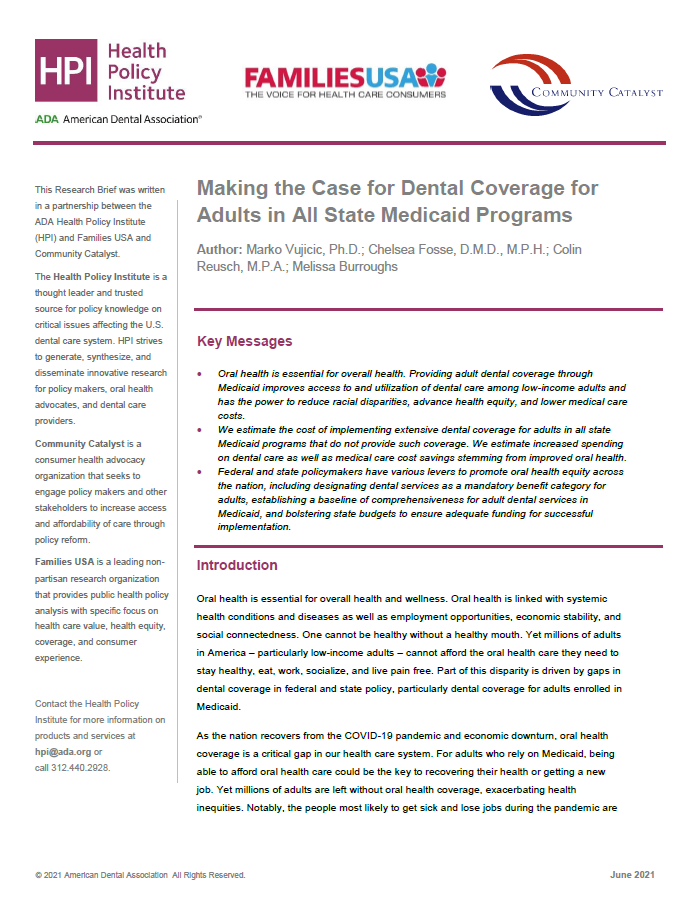 HPI Health
Policy
Institute
ADA American Dental Association®
FAMILIESUSA
THE VOICE FOR HEALTH CARE CONSUMERS
COMMUNITY CATALYST
This Research Brief was written
in a partnership between the
ADA Health Policy Institute
(HPI) and Families USA and
Community Catalyst.
The Health Policy Institute is a
thought leader and trusted
source for policy knowledge on
critical issues affecting the U.S.
dental care system. HPI strives
to generate, synthesize, and
disseminate innovative research
for policy makers, oral health
advocates, and dental care
providers.
Community Catalyst is a
consumer health advocacy
organization that seeks to
engage policy makers and other
stakeholders to increase access
and affordability of care through
policy reform.
Families USA is a leading non-
partisan research organization
that provides public health policy
analysis with specific focus on
health care value, health equity,
coverage, and consumer
experience.
Contact the Health Policy
Institute for more information on
products and services at
hpi@ada.org or
call 312.440.2928.
Making the Case for Dental Coverage for
Adults in All State Medicaid Programs
Author: Marko Vujicic, Ph.D.; Chelsea Fosse, D.M.D., M.P.H.; Colin
Reusch, M.P.A.; Melissa Burroughs
Key Messages
• Oral health is essential for overall health. Providing adult dental coverage through
Medicaid improves access to and utilization of dental care among low-income adults and
has the power to reduce racial disparities, advance health equity, and lower medical care
costs.
• We estimate the cost of implementing extensive dental coverage for adults in all state
Medicaid programs that do not provide such coverage. We estimate increased spending
on dental care as well as medical care cost savings stemming from improved oral health.
• Federal and state policymakers have various levers to promote oral health equity across
the nation, including designating dental services as a mandatory benefit category for
adults, establishing a baseline of comprehensiveness for adult dental services in
Medicaid, and bolstering state budgets to ensure adequate funding for successful
implementation.
Introduction
Oral health is essential for overall health and wellness. Oral health is linked with systemic
health conditions and diseases as well as employment opportunities, economic stability, and
social connectedness. One cannot be healthy without a healthy mouth. Yet millions of adults
in America – particularly low-income adults – cannot afford the oral health care they need to
stay healthy, eat, work, socialize, and live pain free. Part of this disparity is driven by gaps in
dental coverage in federal and state policy, particularly dental coverage for adults enrolled in
Medicaid.
As the nation recovers from the COVID-19 pandemic and economic downturn, oral health
coverage is a critical gap in our health care system. For adults who rely on Medicaid, being
able to afford oral health care could be the key to recovering their health or getting a new
job. Yet millions of adults are left without oral health coverage, exacerbating health
inequities. Notably, the people most likely to get sick and lose jobs during the pandemic are
© 2021 American Dental Association All Rights Reserved.
June 2021